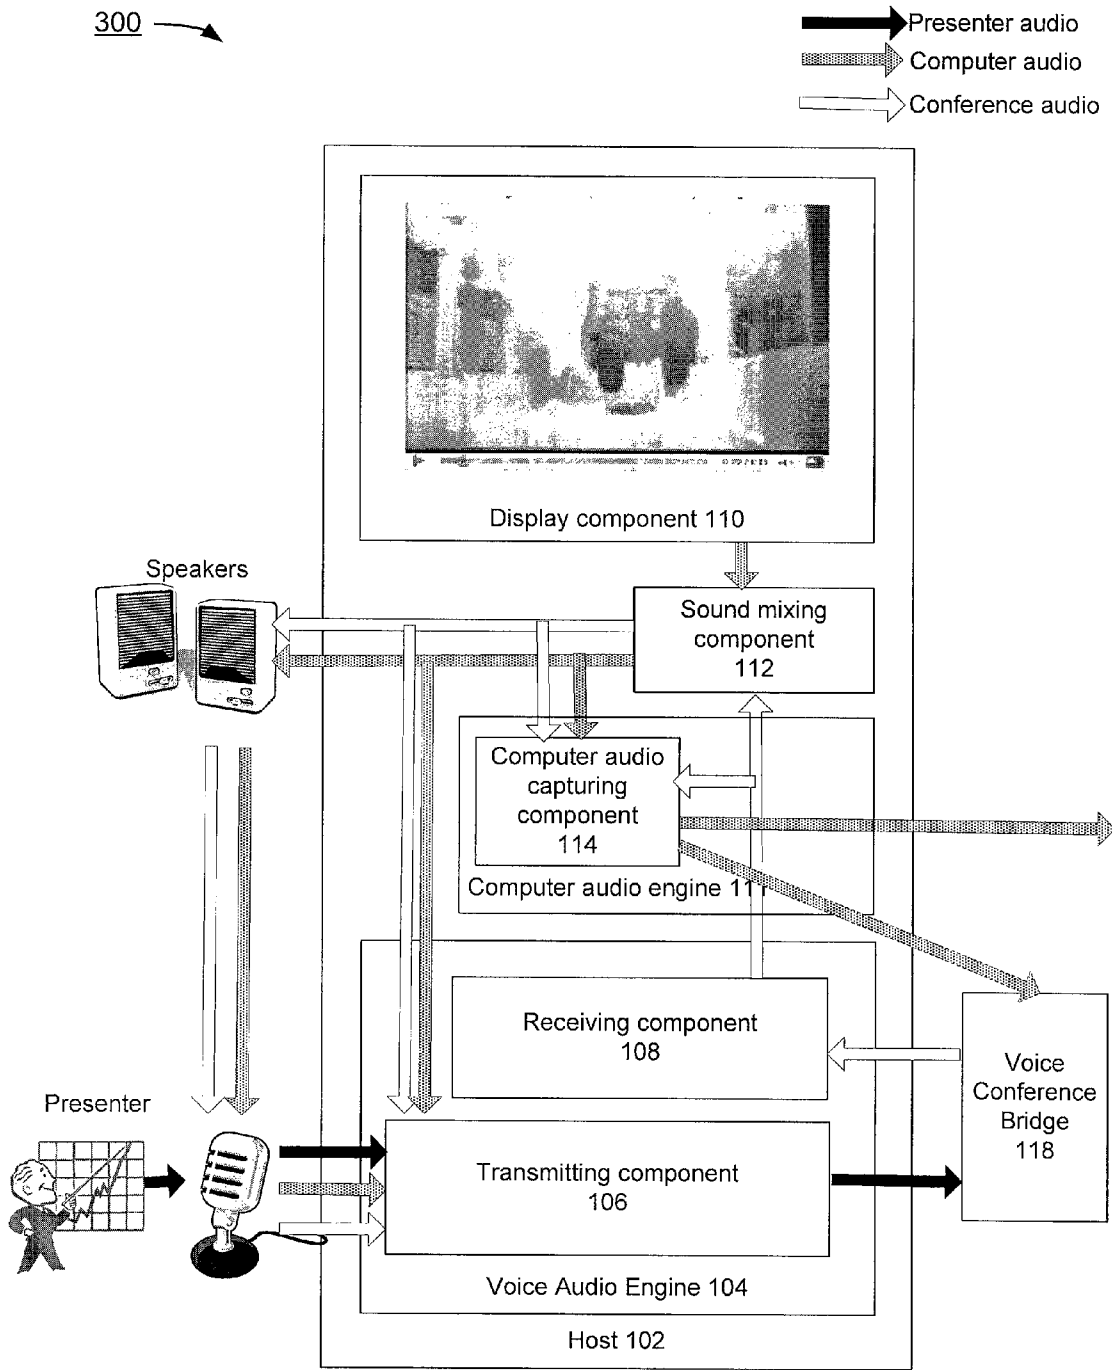 300
Presenter audio
Computer audio
Conference audio
Display component 110
Speakers
Sound mixing
component
112
Computer audio
capturing
component
114
Computer audio engine 111
Receiving component
108
Voice
Conference
Bridge
118
Presenter
Transmitting component
106
Voice Audio Engine 104
Host 102